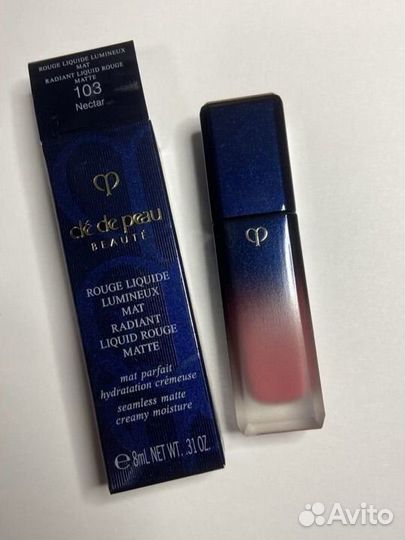 ROUGE LIQUIDE LUMINEUX
MAT
RADIANT LIQUID ROUGE
MATTE
103
Nectar
clé de peau
BEAUTÉ
ROUGE LIQUIDE
LUMINEUX
MAT
RADIANT
LIQUID ROUGE
MATTE
mat parfait
hydratation crémeuse
seamless matte
creamy moisture
℮8mL NET WT. .31 OZ.
Avito